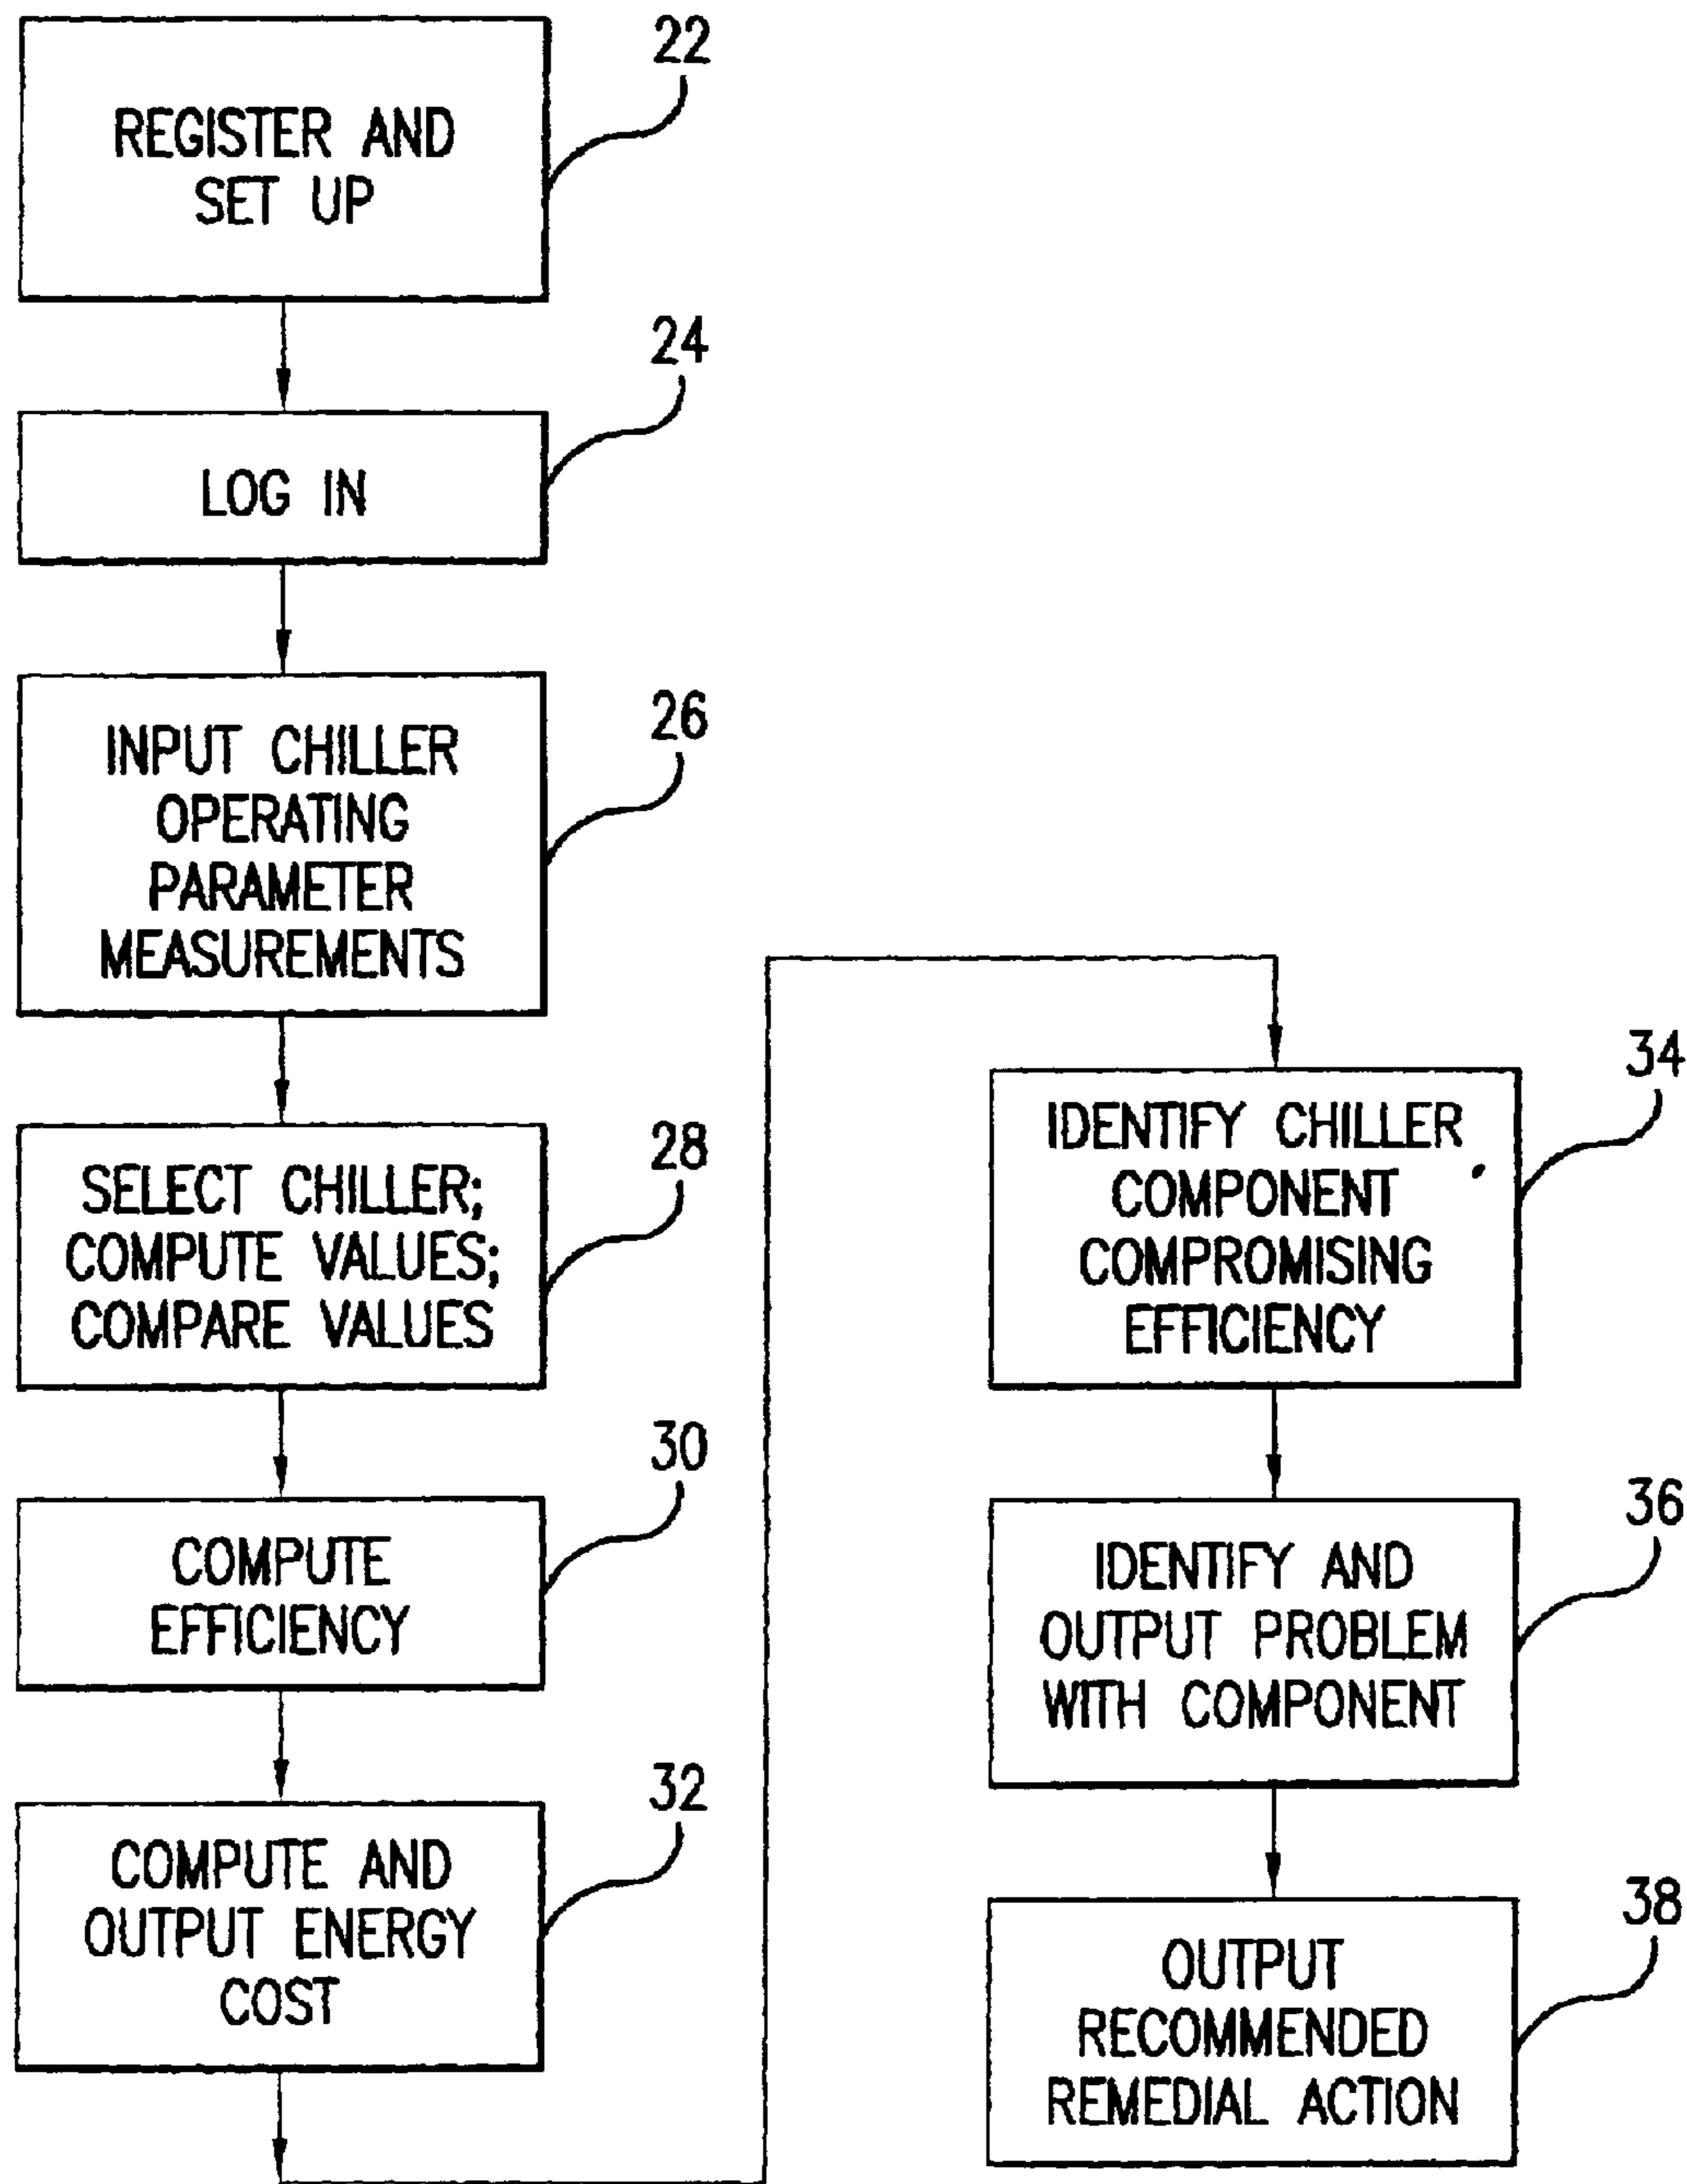 22
REGISTER AND
SET UP
24
LOG IN
26
INPUT CHILLER
OPERATING
PARAMETER
MEASUREMENTS
28
SELECT CHILLER;
COMPUTE VALUES;
COMPARE VALUES
30
COMPUTE
EFFICIENCY
32
COMPUTE AND
OUTPUT ENERGY
COST
34
IDENTIFY CHILLER
COMPONENT
COMPROMISING
EFFICIENCY
36
IDENTIFY AND
OUTPUT PROBLEM
WITH COMPONENT
38
OUTPUT
RECOMMENDED
REMEDIAL ACTION